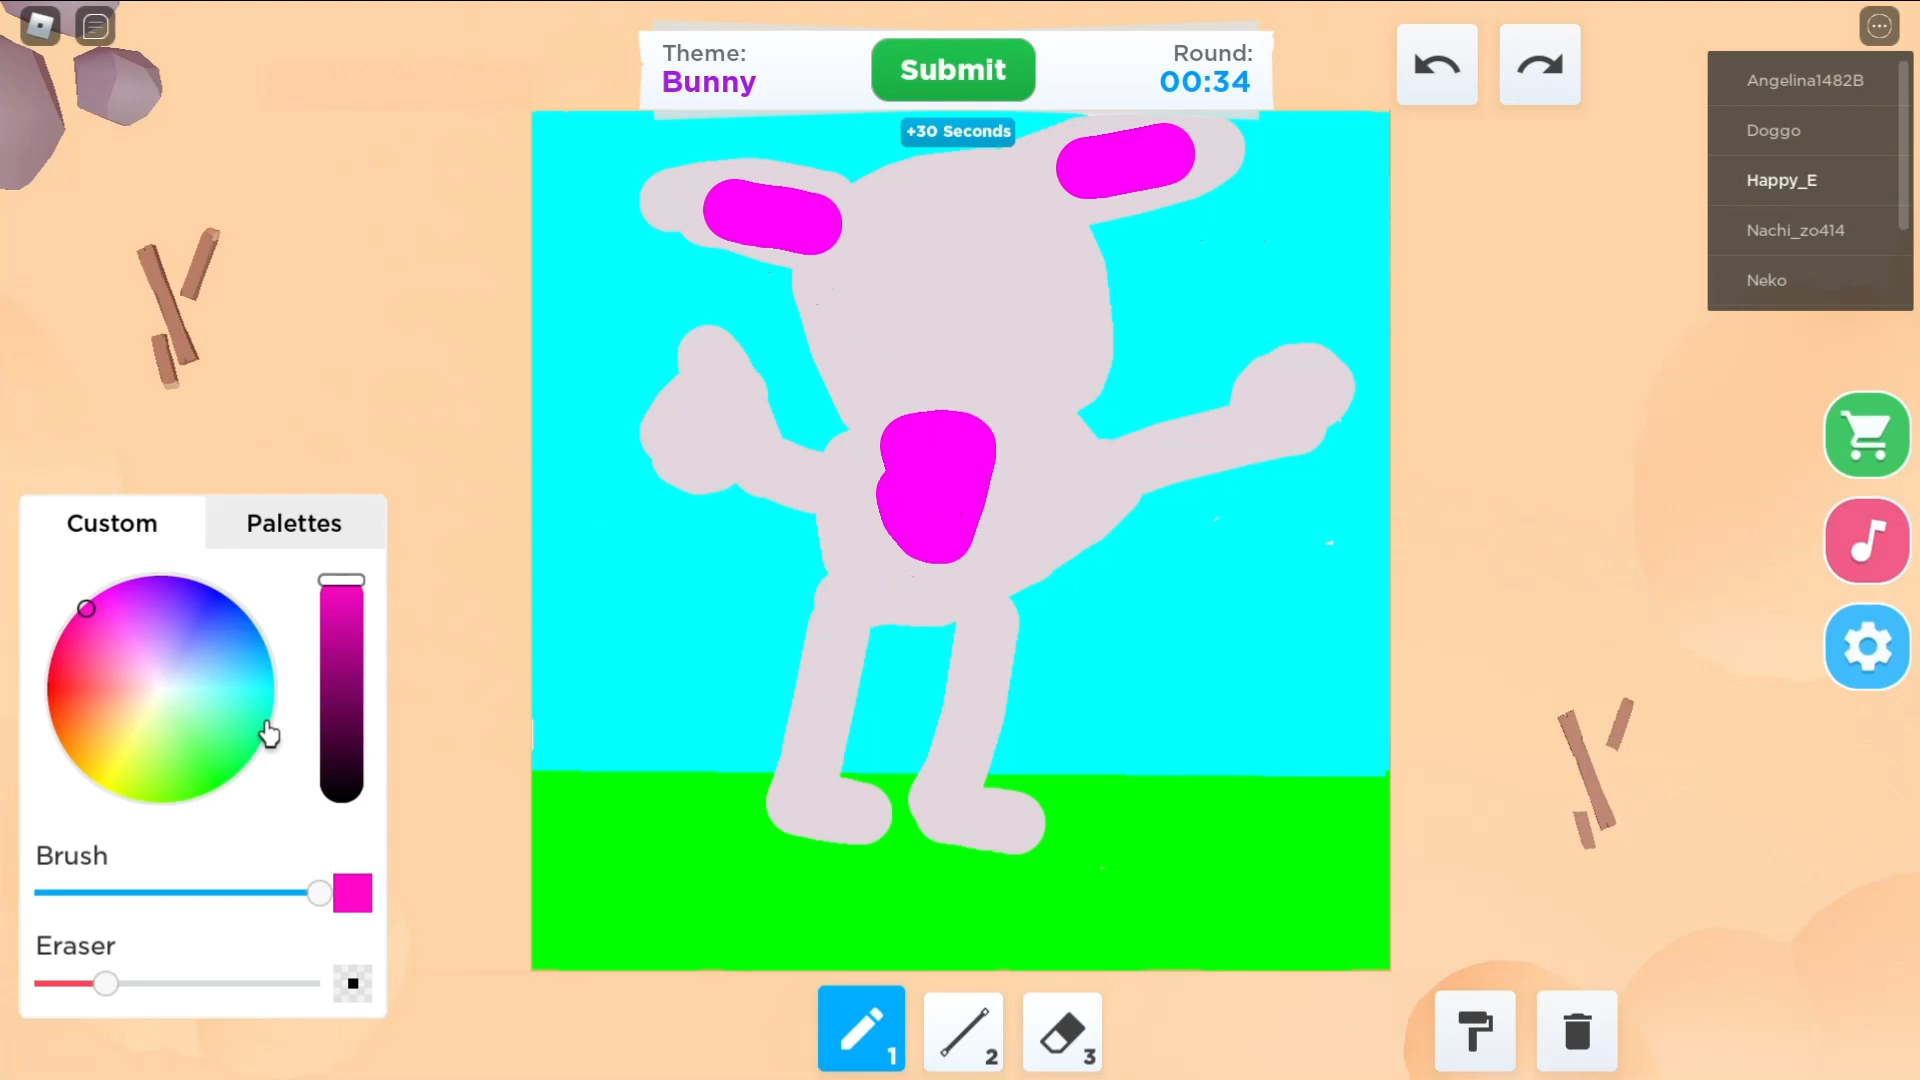 Theme:
Bunny
Submit
Round:
00:34
+30 Seconds
Angelina1482B
Doggo
Happy_E
Nachi_zo414
Neko
Custom
Palettes
Brush
Eraser
1
2
3